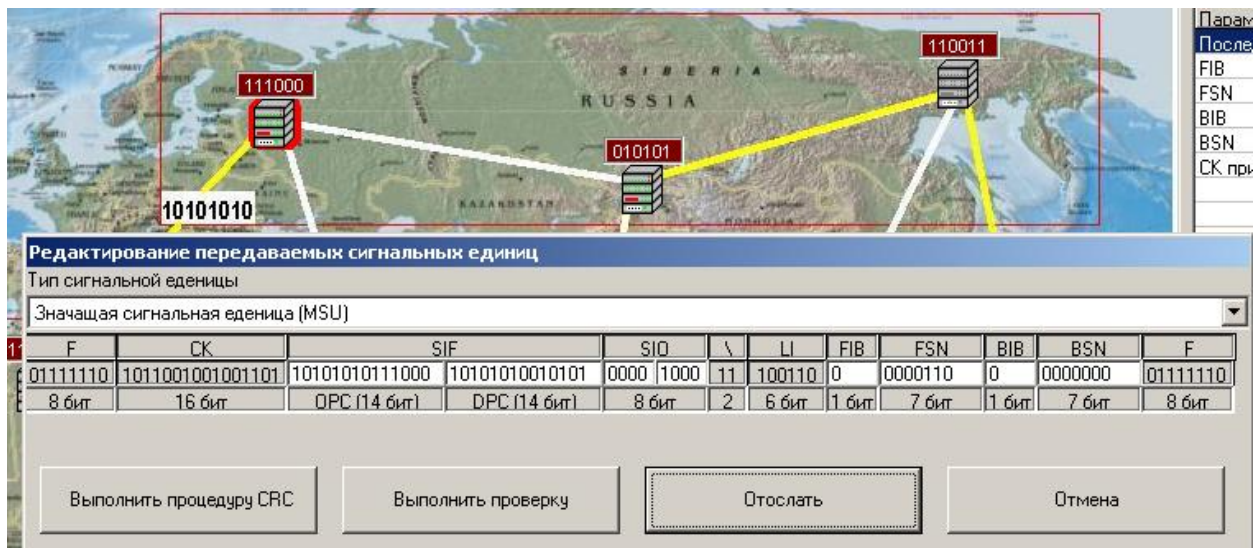 Парам
После
110011
SIBERIA
FIB
111000
RUSSIA
FSN
BIB
010101
BSN
СК при
10101010
KAZAKHSTAN
MONGOLIA
Редактирование передаваемых сигнальных единиц
Тип сигнальной еденицы
Значащая сигнальная еденица (MSU)
F CK SIF SIO \ LI FIB FSN BIB BSN F
01111110 1011001001001101 10101010111000 10101010010101 0000 1000 11 100110 0 0000110 0 0000000 01111110
8 бит 16 бит OPC (14 бит) DPC (14 бит) 8 бит 2 6 бит 1 бит 7 бит 1 бит 7 бит 8 бит
Выполнить процедуру CRC Выполнить проверку Отослать Отмена